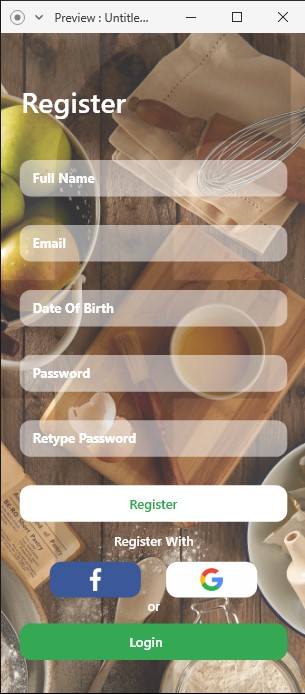 Preview : Untitle...
Register
Full Name
Email
Date Of Birth
Password
Retype Password
Register
Register With
or
Login